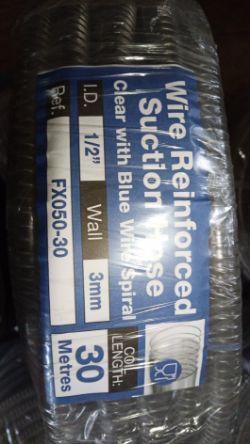 Wire Reinforced
Suction Hose
Clear with Blue Wire Spiral
I.D. 1/2" Wall 3mm
Ref. FX050-30
COIL
LENGTH:
30
Metres